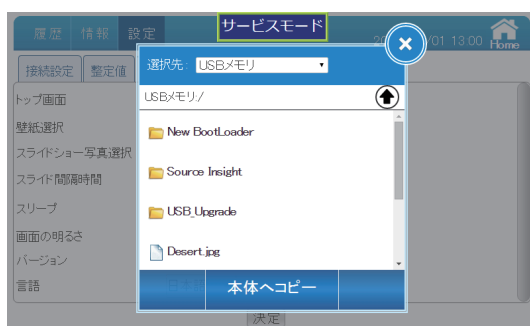 履歴 情報 設定
サービスモード
/01 13:00
Home
接続設定 整定値
選択先: USBメモリ
USBメモリ:/
トップ画面
壁紙選択
スライドショー写真選択
スライド間隔時間
スリープ
画面の明るさ
バージョン
言語
New BootLoader
Source Insight
USB_Upgrade
Desert.jpg
本体へコピー
決定